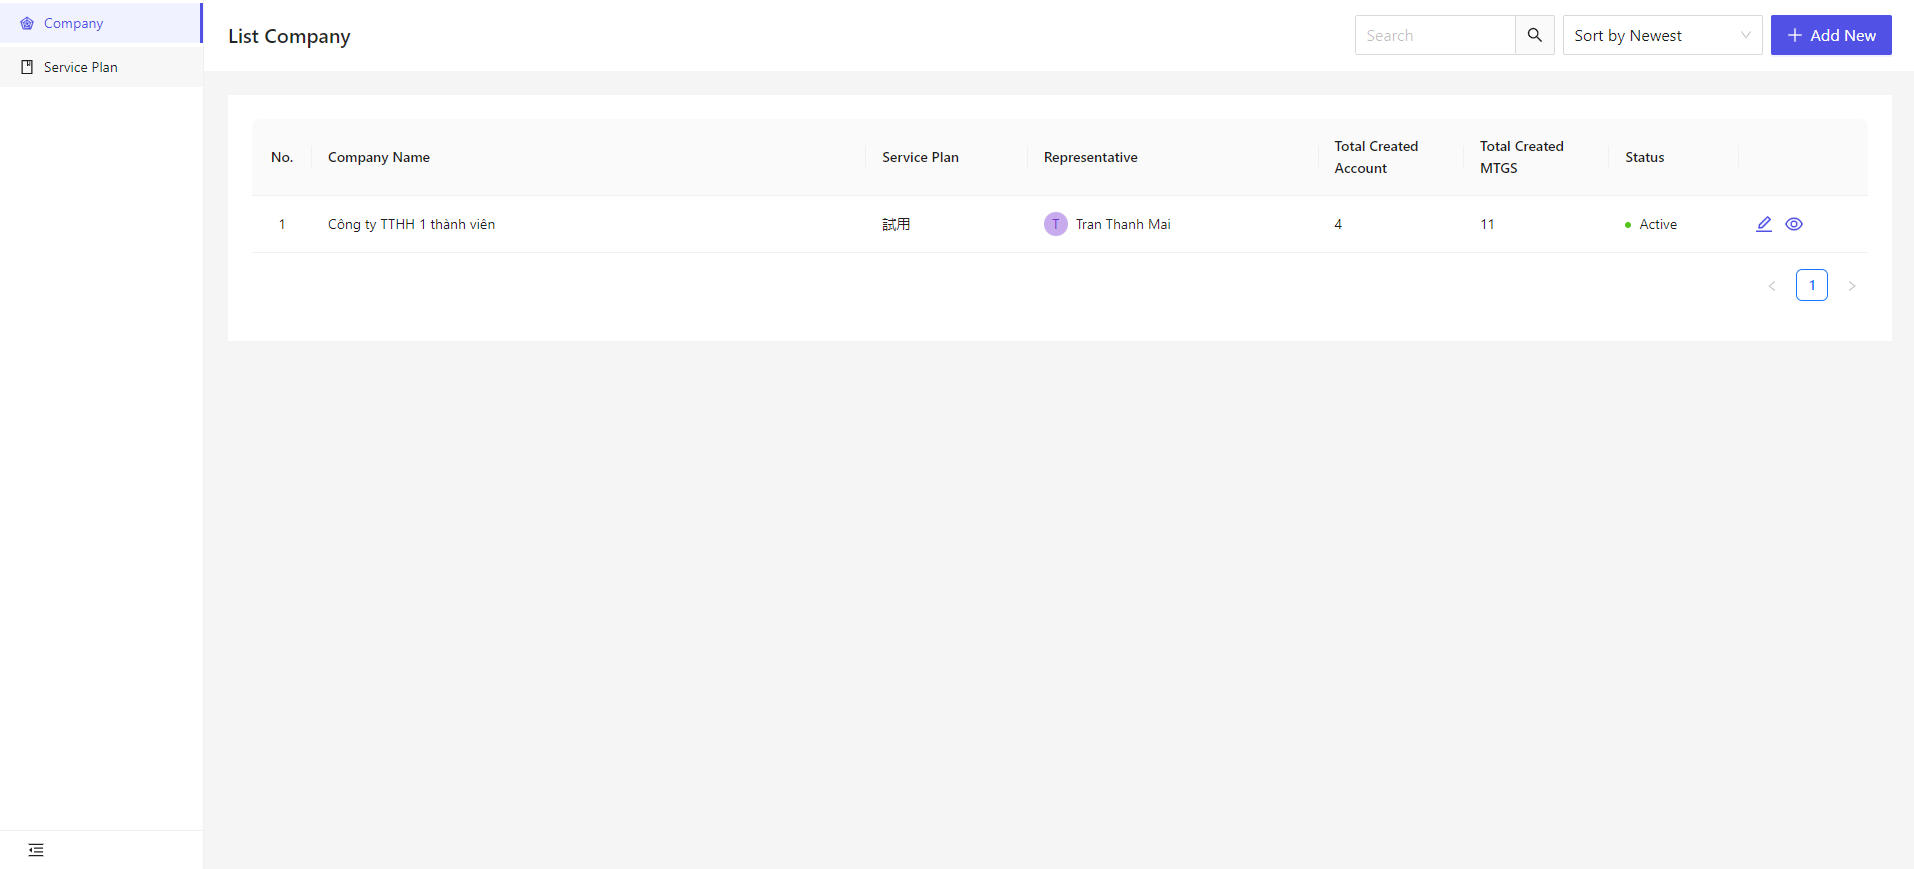 Company
Service Plan
List Company
Search
Sort by Newest
Add New
No.
Company Name
Service Plan
Representative
Total Created
Account
Total Created
MTGS
Status
1
Công ty TTHH 1 thành viên
試用
T
Tran Thanh Mai
4
11
Active
1